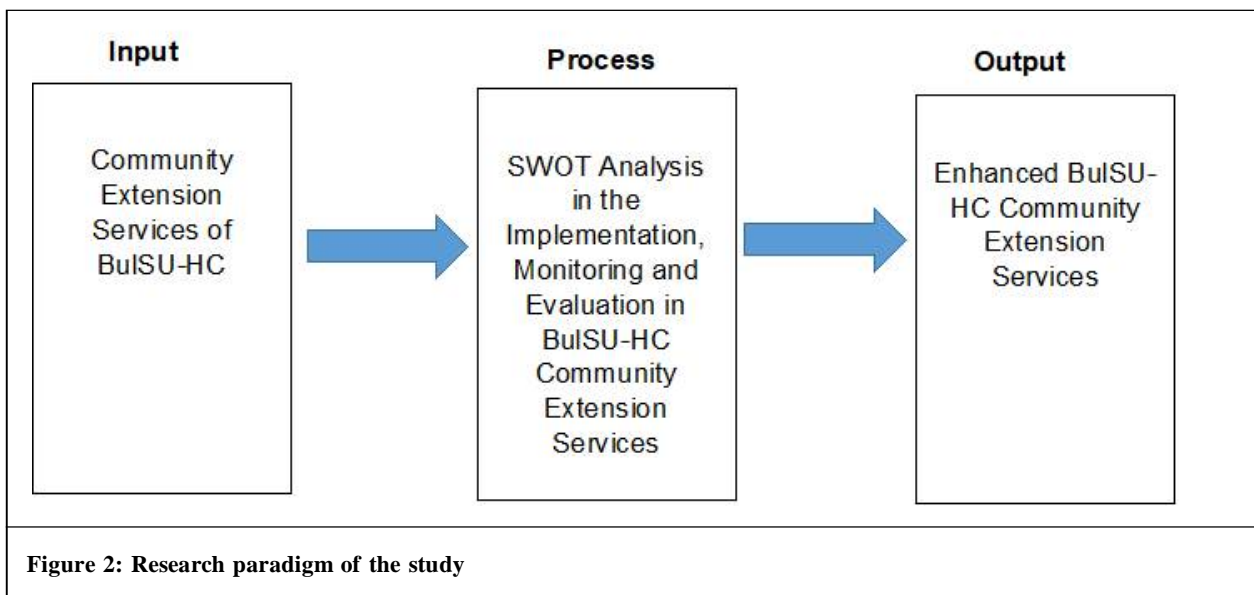 Input
Process
Output
Community
Extension
Services of
BulSU-HC
SWOT Analysis
in the
Implementation,
Monitoring and
Evaluation in
BulSU-HC
Community
Extension
Services
Enhanced BulSU-
HC Community
Extension
Services
Figure 2: Research paradigm of the study